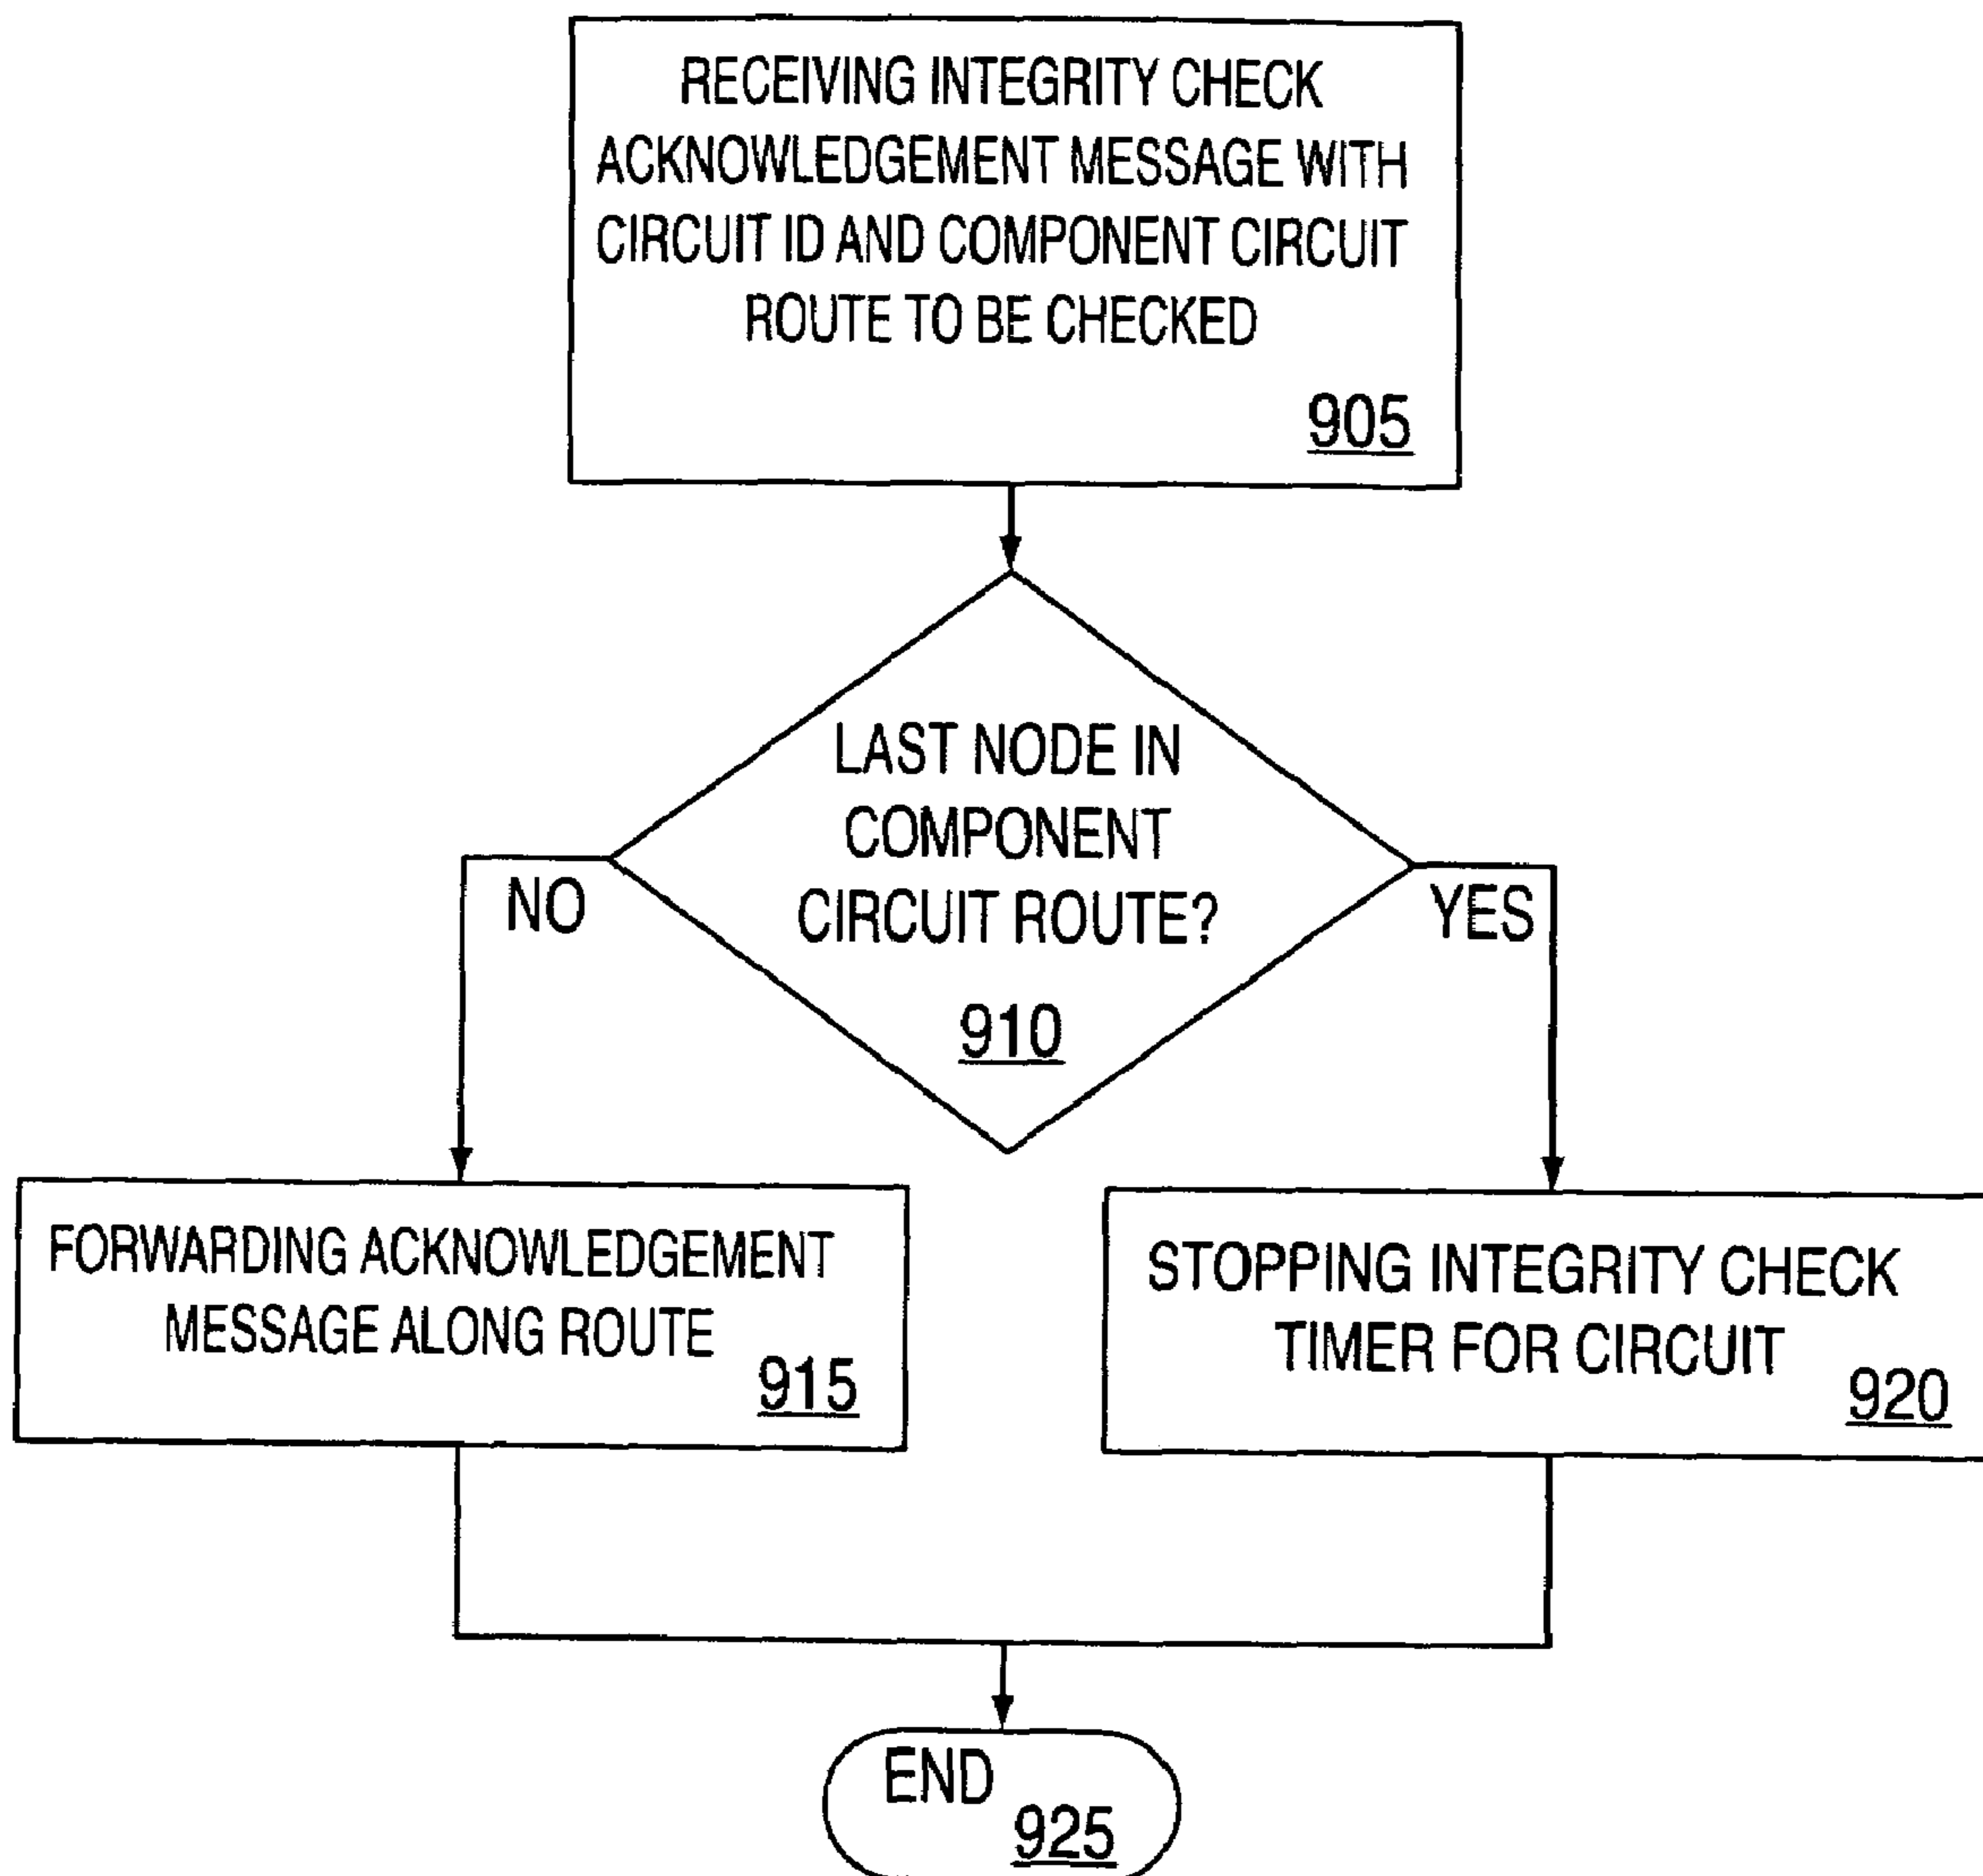 RECEIVING INTEGRITY CHECK
ACKNOWLEDGEMENT MESSAGE WITH
CIRCUIT ID AND COMPONENT CIRCUIT
ROUTE TO BE CHECKED
905
LAST NODE IN
COMPONENT
CIRCUIT ROUTE?
910
NO
YES
FORWARDING ACKNOWLEDGEMENT
MESSAGE ALONG ROUTE
915
STOPPING INTEGRITY CHECK
TIMER FOR CIRCUIT
920
END
925